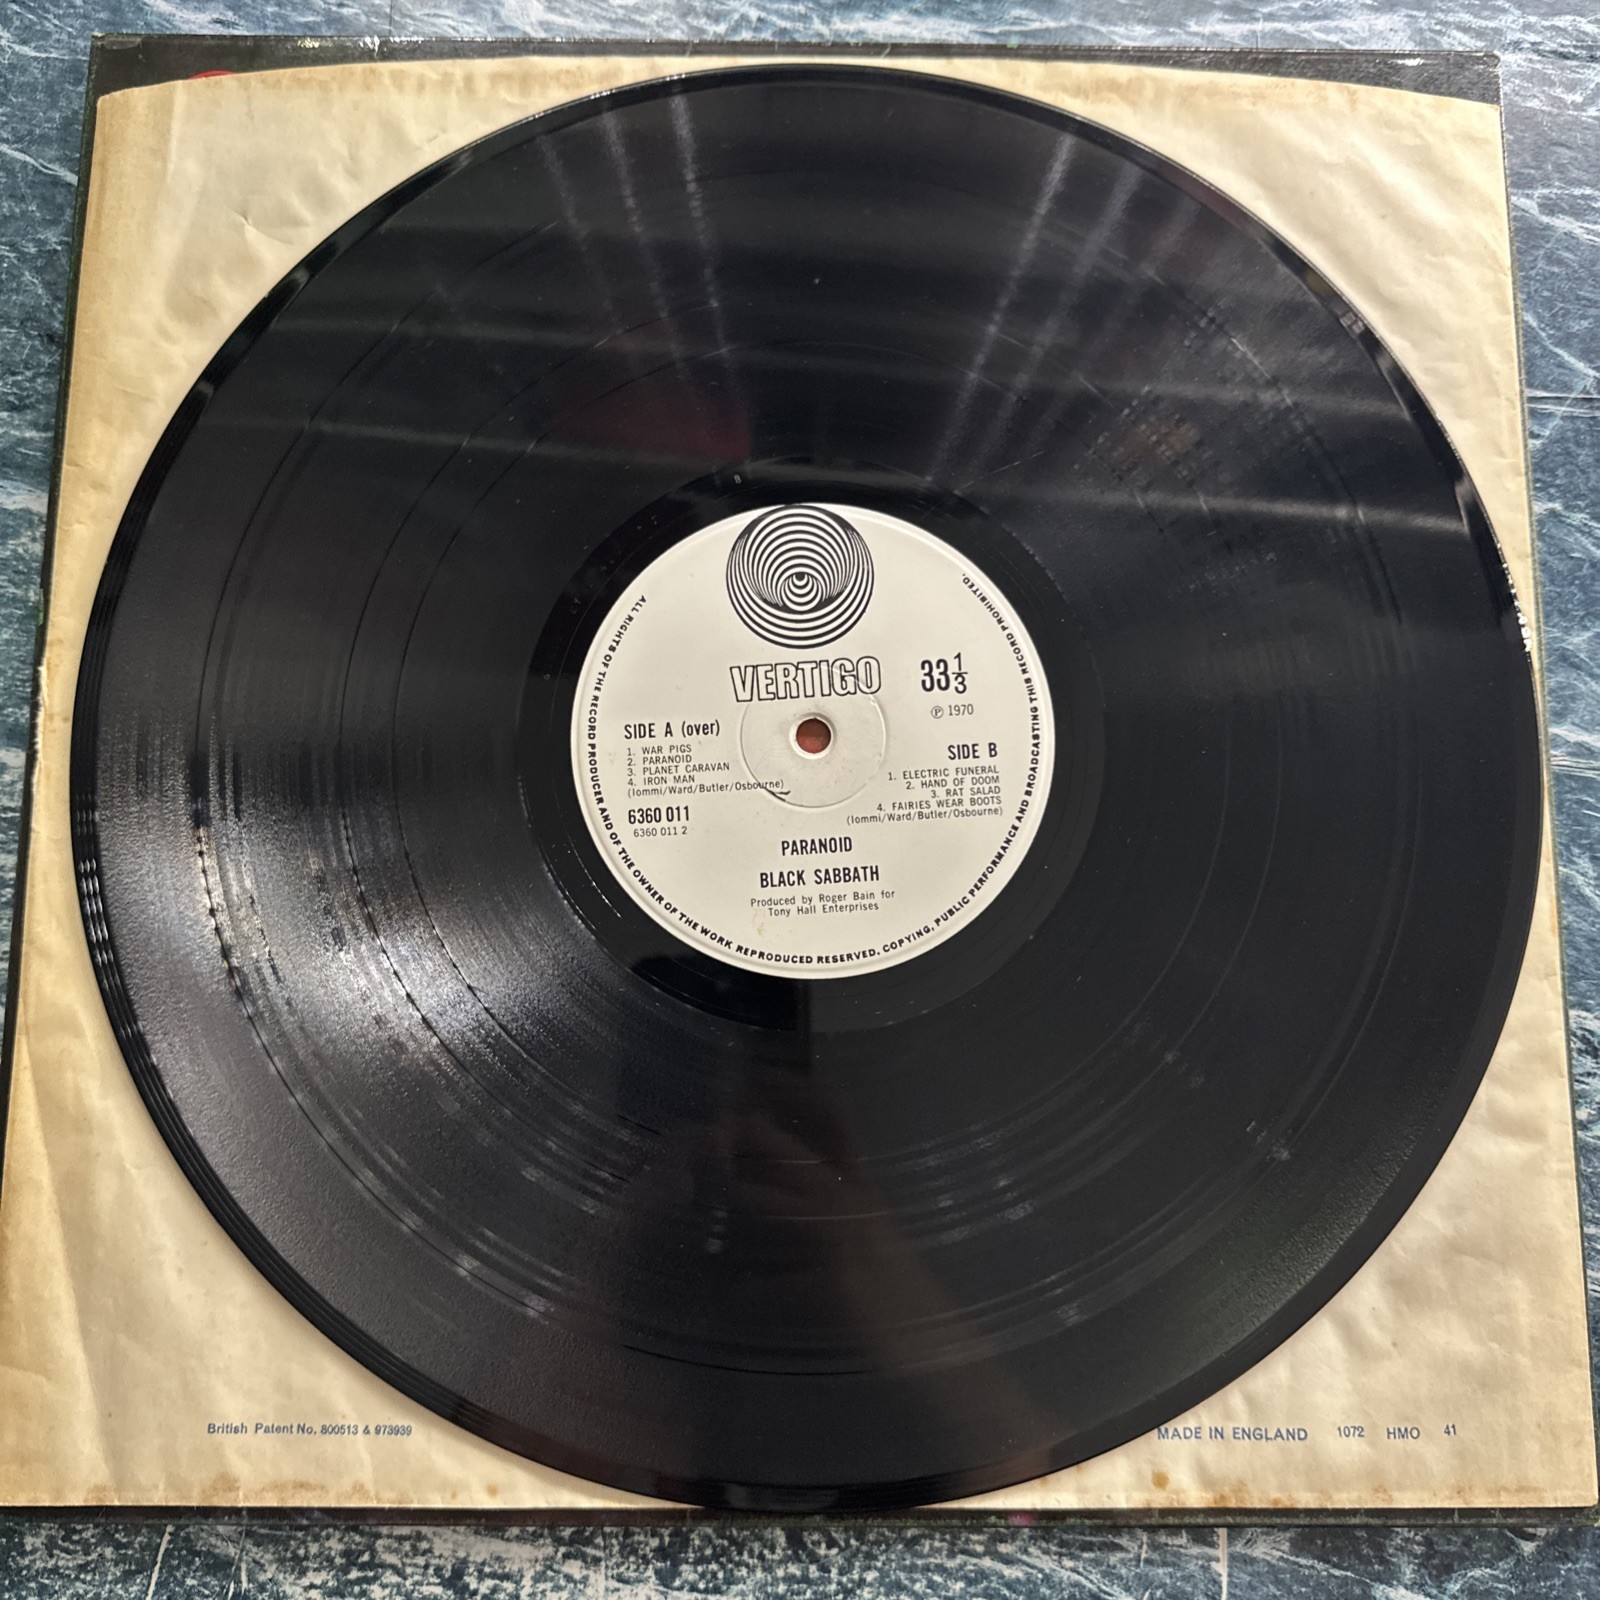 VERTIGO
33 1/3
℗ 1970
SIDE A (over)
1. WAR PIGS
2. PARANOID
3. PLANET CARAVAN
4. IRON MAN
(Iommi/Ward/Butler/Osbourne)
6360 011
6360 011 2
SIDE B
1. ELECTRIC FUNERAL
2. HAND OF DOOM
3. RAT SALAD
4. FAIRIES WEAR BOOTS
(Iommi/Ward/Butler/Osbourne)
PARANOID
BLACK SABBATH
Produced by Roger Bain for
Tony Hall Enterprises
ALL RIGHTS OF THE RECORD PRODUCER AND OF THE OWNER OF THE WORK REPRODUCED RESERVED. COPYING, PUBLIC PERFORMANCE AND BROADCASTING THIS RECORD PROHIBITED.
British Patent No. 800513 & 973939
MADE IN ENGLAND 1072 HMO 41